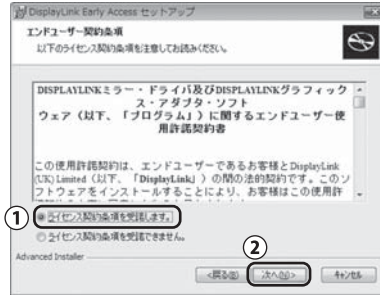 DisplayLink Early Access セットアップ
エンドユーザー契約条項
以下のライセンス契約条項を注意してお読みください。
DISPLAYLINKミラー・ドライバ及びDISPLAYLINKグラフィック
ス・アダプタ・ソフト
ウェア（以下、「プログラム」）に関するエンドユーザー使
用許諾契約書
この使用許諾契約は、エンドユーザーであるお客様と DisplayLink
(UK) Limited（以下、「DisplayLink」）の間の法的契約です。このソ
フトウェアをインストールすることにより、お客様はこの使用許
①
ライセンス契約条項を受諾します。
ライセンス契約条項を受諾できません。
②
Advanced Installer
<戻る(B) 次へ(N)> キャンセル